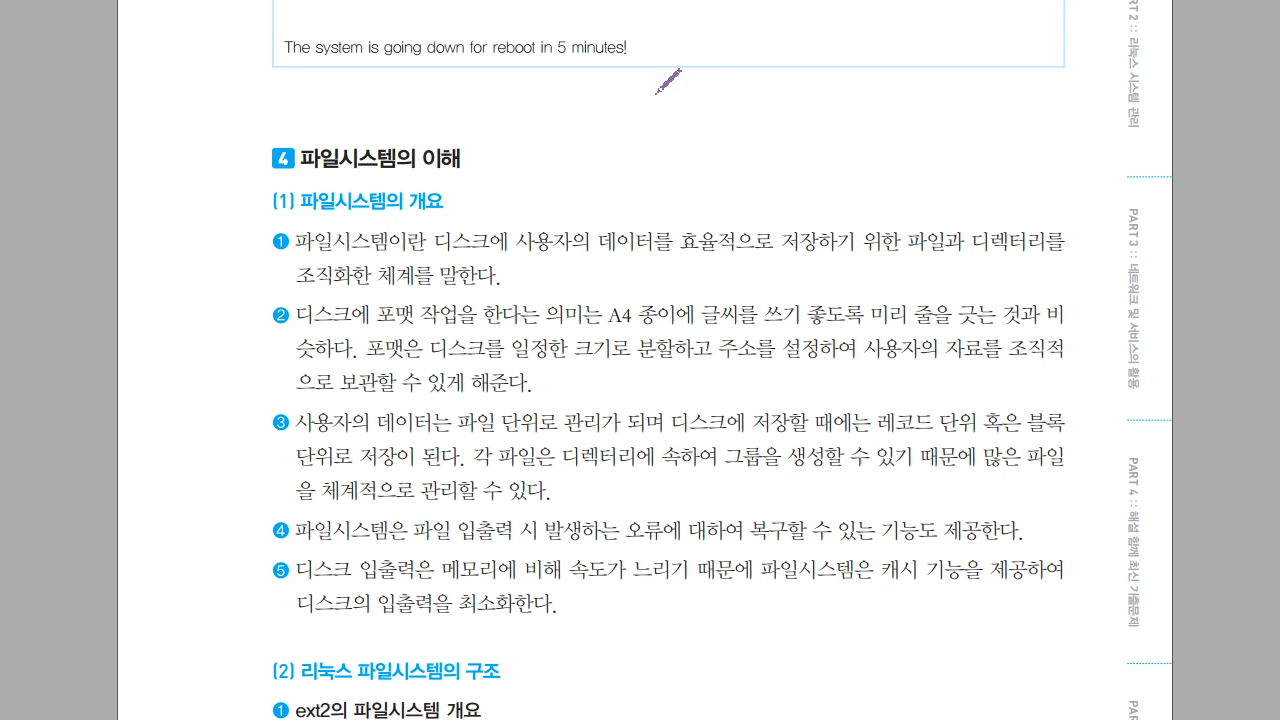 The system is going down for reboot in 5 minutes!
4 파일시스템의 이해
(1) 파일시스템의 개요
❶ 파일시스템이란 디스크에 사용자의 데이터를 효율적으로 저장하기 위한 파일과 디렉터리를
조직화한 체계를 말한다.
❷ 디스크에 포맷 작업을 한다는 의미는 A4 종이에 글씨를 쓰기 좋도록 미리 줄을 긋는 것과 비
슷하다. 포맷은 디스크를 일정한 크기로 분할하고 주소를 설정하여 사용자의 자료를 조직적
으로 보관할 수 있게 해준다.
❸ 사용자의 데이터는 파일 단위로 관리가 되며 디스크에 저장할 때에는 레코드 단위 혹은 블록
단위로 저장이 된다. 각 파일은 디렉터리에 속하여 그룹을 생성할 수 있기 때문에 많은 파일
을 체계적으로 관리할 수 있다.
❹ 파일시스템은 파일 입출력 시 발생하는 오류에 대하여 복구할 수 있는 기능도 제공한다.
❺ 디스크 입출력은 메모리에 비해 속도가 느리기 때문에 파일시스템은 캐시 기능을 제공하여
디스크의 입출력을 최소화한다.
(2) 리눅스 파일시스템의 구조
❶ ext2의 파일시스템 개요
2 :: 리눅스 시스템 관리
PART 3 :: 네트워크 및 서비스의 활용
PART 4 :: 해설 함께 최신 기출문제